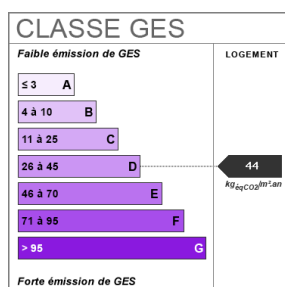 CLASSE GES
Faible émission de GES
LOGEMENT
≤ 3 A
4 à 10 B
11 à 25 C
26 à 45 D
44
kgéqCO2/m².an
46 à 70 E
71 à 95 F
> 95 G
Forte émission de GES